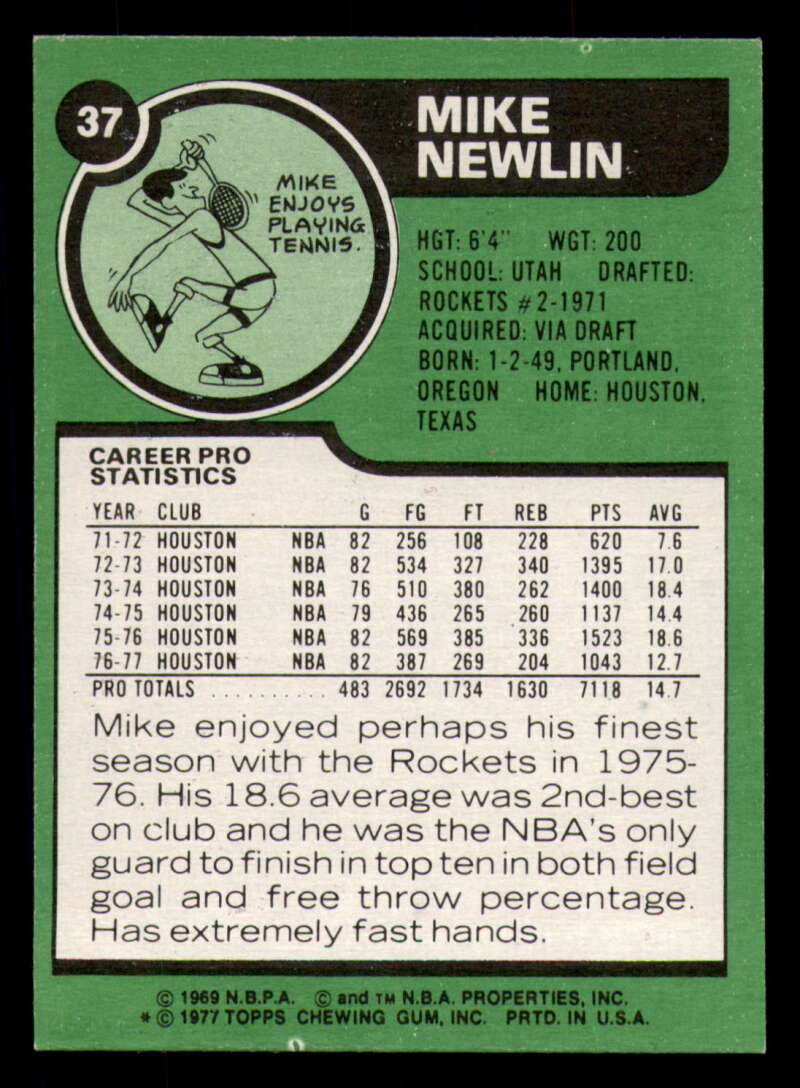 37
MIKE
NEWLIN
MIKE
ENJOYS
PLAYING
TENNIS.
HGT: 6'4" WGT: 200
SCHOOL: UTAH DRAFTED:
ROCKETS #2-1971
ACQUIRED: VIA DRAFT
BORN: 1-2-49, PORTLAND,
OREGON HOME: HOUSTON,
TEXAS
CAREER PRO
STATISTICS
YEAR CLUB G FG FT REB PTS AVG
71-72 HOUSTON NBA 82 256 108 228 620 7.6
72-73 HOUSTON NBA 82 534 327 340 1395 17.0
73-74 HOUSTON NBA 76 510 380 262 1400 18.4
74-75 HOUSTON NBA 79 436 265 260 1137 14.4
75-76 HOUSTON NBA 82 569 385 336 1523 18.6
76-77 HOUSTON NBA 82 387 269 204 1043 12.7
PRO TOTALS .......... 483 2692 1734 1630 7118 14.7
Mike enjoyed perhaps his finest
season with the Rockets in 1975-
76. His 18.6 average was 2nd-best
on club and he was the NBA's only
guard to finish in top ten in both field
goal and free throw percentage.
Has extremely fast hands.
© 1969 N.B.P.A. © and TM N.B.A. PROPERTIES, INC.
* © 1977 TOPPS CHEWING GUM, INC. PRTD. IN U.S.A.